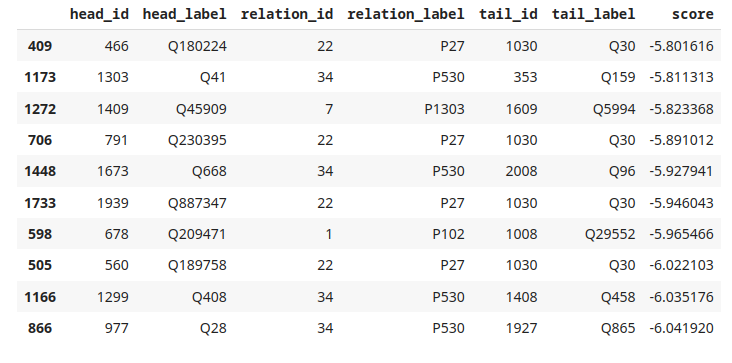 head_id head_label relation_id relation_label tail_id tail_label score
409 466 Q180224 22 P27 1030 Q30 -5.801616
1173 1303 Q41 34 P530 353 Q159 -5.811313
1272 1409 Q45909 7 P1303 1609 Q5994 -5.823368
706 791 Q230395 22 P27 1030 Q30 -5.891012
1448 1673 Q668 34 P530 2008 Q96 -5.927941
1733 1939 Q887347 22 P27 1030 Q30 -5.946043
598 678 Q209471 1 P102 1008 Q29552 -5.965466
505 560 Q189758 22 P27 1030 Q30 -6.022103
1166 1299 Q408 34 P530 1408 Q458 -6.035176
866 977 Q28 34 P530 1927 Q865 -6.041920